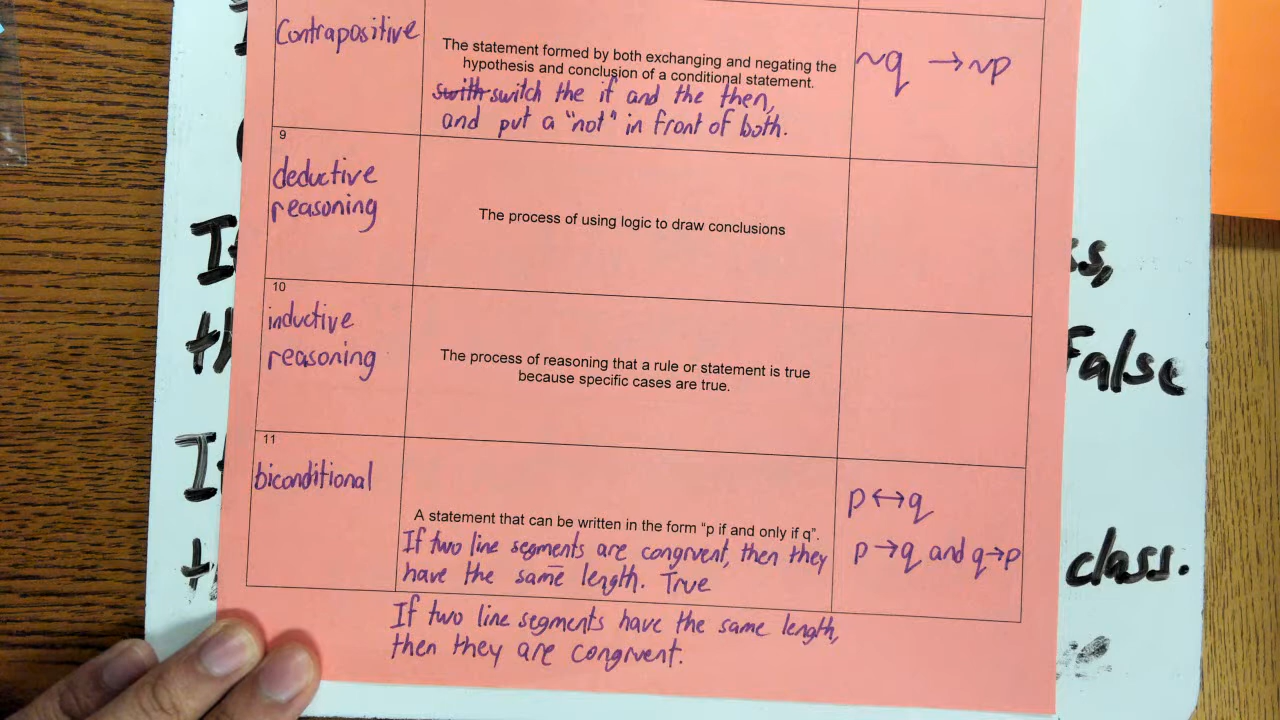 Contrapositive
The statement formed by both exchanging and negating the
hypothesis and conclusion of a conditional statement.
switch the if and the then,
and put a "not" in front of both.
~q → ~p
9
deductive
reasoning
The process of using logic to draw conclusions
10
inductive
reasoning
The process of reasoning that a rule or statement is true
because specific cases are true.
11
biconditional
A statement that can be written in the form “p if and only if q”.
If two line segments are congruent, then they
have the same length. True
p ↔ q
p → q and q → p
If two line segments have the same length,
then they are congruent.
False
class.